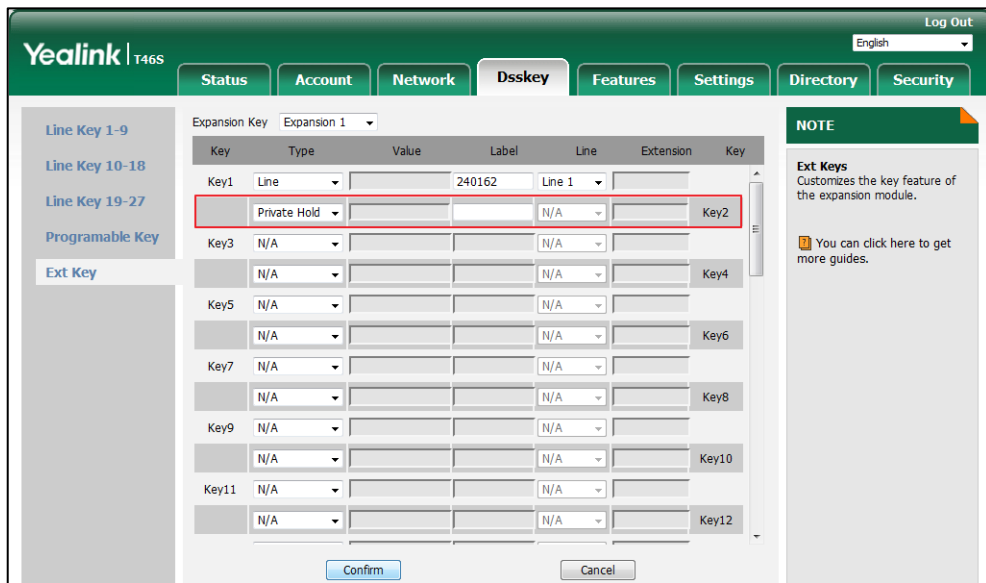 Log Out
Yealink T46S
English
Status Account Network Dsskey Features Settings Directory Security
Line Key 1-9
Line Key 10-18
Line Key 19-27
Programable Key
Ext Key
Expansion Key Expansion 1
Key Type Value Label Line Extension Key
Key1 Line 240162 Line 1
Private Hold N/A Key2
Key3 N/A N/A
N/A N/A Key4
Key5 N/A N/A
N/A N/A Key6
Key7 N/A N/A
N/A N/A Key8
Key9 N/A N/A
N/A N/A Key10
Key11 N/A N/A
N/A N/A Key12
Confirm Cancel
NOTE
Ext Keys
Customizes the key feature of
the expansion module.
You can click here to get
more guides.